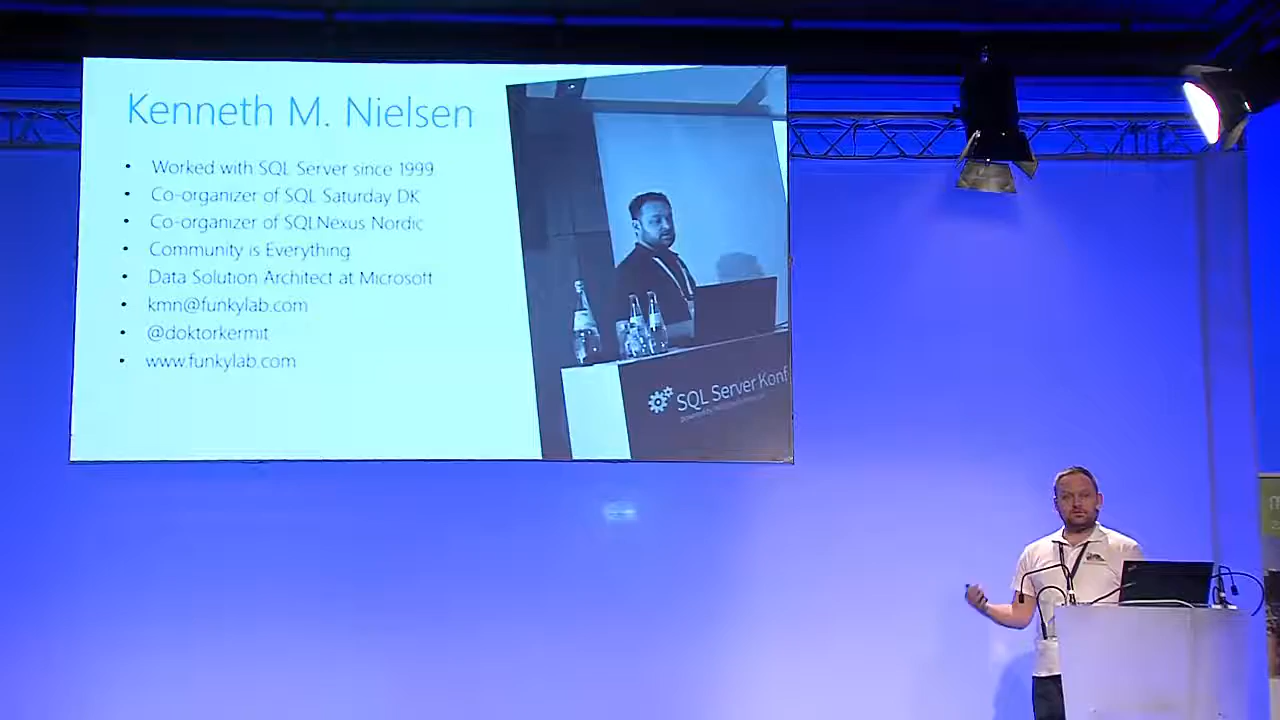 Kenneth M. Nielsen
• Worked with SQL Server since 1999
• Co-organizer of SQL Saturday DK
• Co-organizer of SQLNexus Nordic
• Community is Everything
• Data Solution Architect at Microsoft
• kmn@funkylab.com
• @doktorkermit
• www.funkylab.com
SQL Server Konf